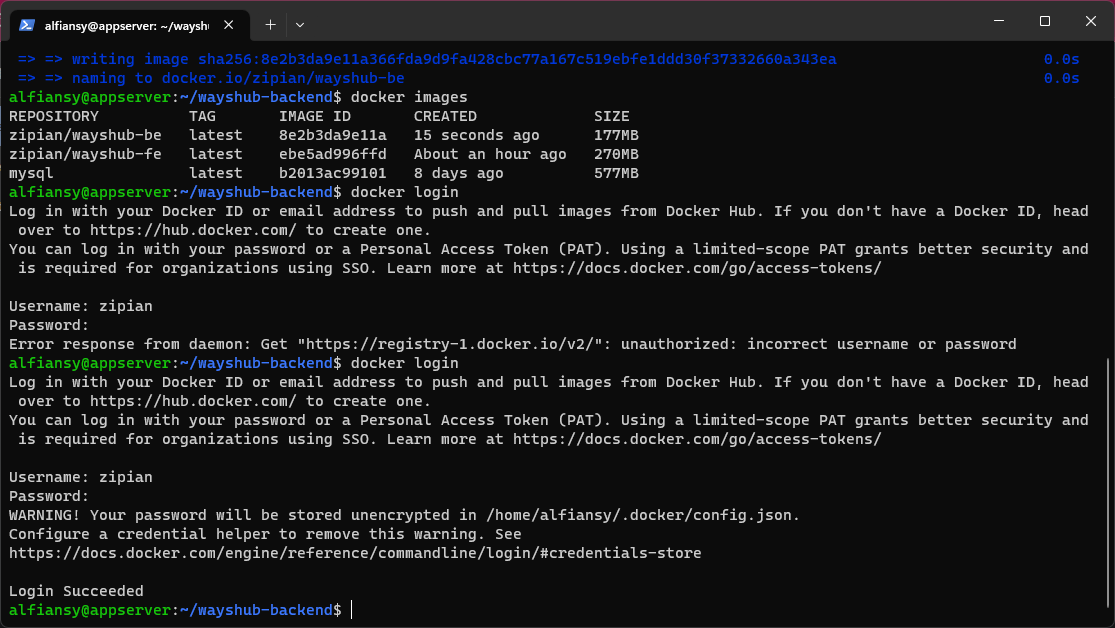 alfiansy@appserver: ~/waysh
=> => writing image sha256:8e2b3da9e11a366fda9d9fa428cbc77a167c519ebfe1ddd30f37332660a343ea 0.0s
=> => naming to docker.io/zipian/wayshub-be 0.0s
alfiansy@appserver:~/wayshub-backend$ docker images
REPOSITORY TAG IMAGE ID CREATED SIZE
zipian/wayshub-be latest 8e2b3da9e11a 15 seconds ago 177MB
zipian/wayshub-fe latest ebe5ad996ffd About an hour ago 270MB
mysql latest b2013ac99101 8 days ago 577MB
alfiansy@appserver:~/wayshub-backend$ docker login
Log in with your Docker ID or email address to push and pull images from Docker Hub. If you don't have a Docker ID, head
over to https://hub.docker.com/ to create one.
You can log in with your password or a Personal Access Token (PAT). Using a limited-scope PAT grants better security and
is required for organizations using SSO. Learn more at https://docs.docker.com/go/access-tokens/
Username: zipian
Password:
Error response from daemon: Get "https://registry-1.docker.io/v2/": unauthorized: incorrect username or password
alfiansy@appserver:~/wayshub-backend$ docker login
Log in with your Docker ID or email address to push and pull images from Docker Hub. If you don't have a Docker ID, head
over to https://hub.docker.com/ to create one.
You can log in with your password or a Personal Access Token (PAT). Using a limited-scope PAT grants better security and
is required for organizations using SSO. Learn more at https://docs.docker.com/go/access-tokens/
Username: zipian
Password:
WARNING! Your password will be stored unencrypted in /home/alfiansy/.docker/config.json.
Configure a credential helper to remove this warning. See
https://docs.docker.com/engine/reference/commandline/login/#credentials-store
Login Succeeded
alfiansy@appserver:~/wayshub-backend$